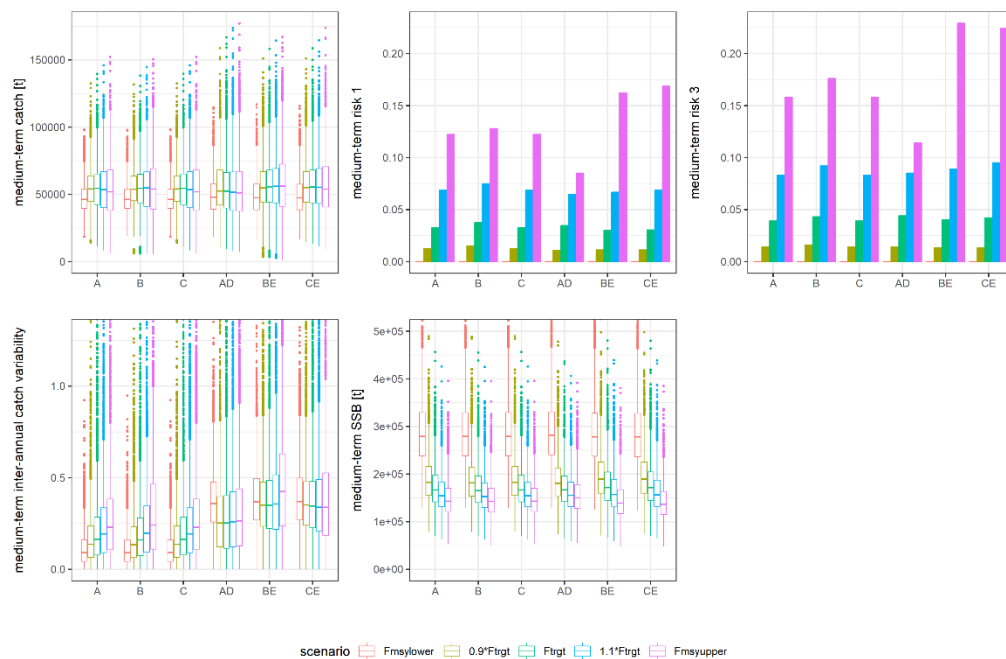 medium-term catch [t]
150000
100000
50000
0
A B C AD BE CE
medium-term risk 1
0.20
0.15
0.10
0.05
0.00
A B C AD BE CE
medium-term risk 3
0.20
0.15
0.10
0.05
0.00
A B C AD BE CE
medium-term inter-annual catch variability
1.0
0.5
0.0
A B C AD BE CE
medium-term SSB [t]
5e+05
4e+05
3e+05
2e+05
1e+05
0e+00
A B C AD BE CE
scenario Fmsylower 0.9*Ftrgt Ftrgt 1.1*Ftrgt Fmsyupper